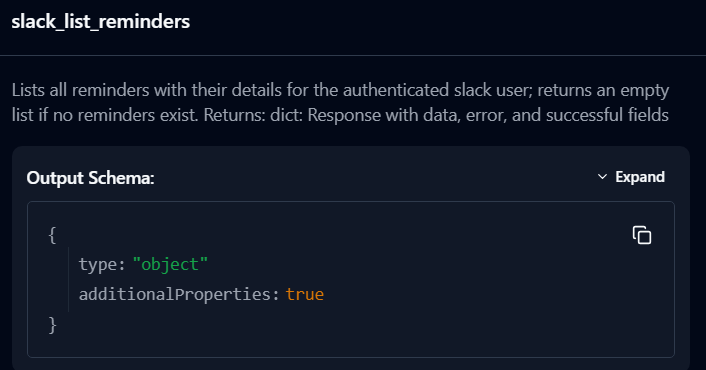 slack_list_reminders
Lists all reminders with their details for the authenticated slack user; returns an empty
list if no reminders exist. Returns: dict: Response with data, error, and successful fields
Output Schema:
Expand
{
type: "object"
additionalProperties: true
}